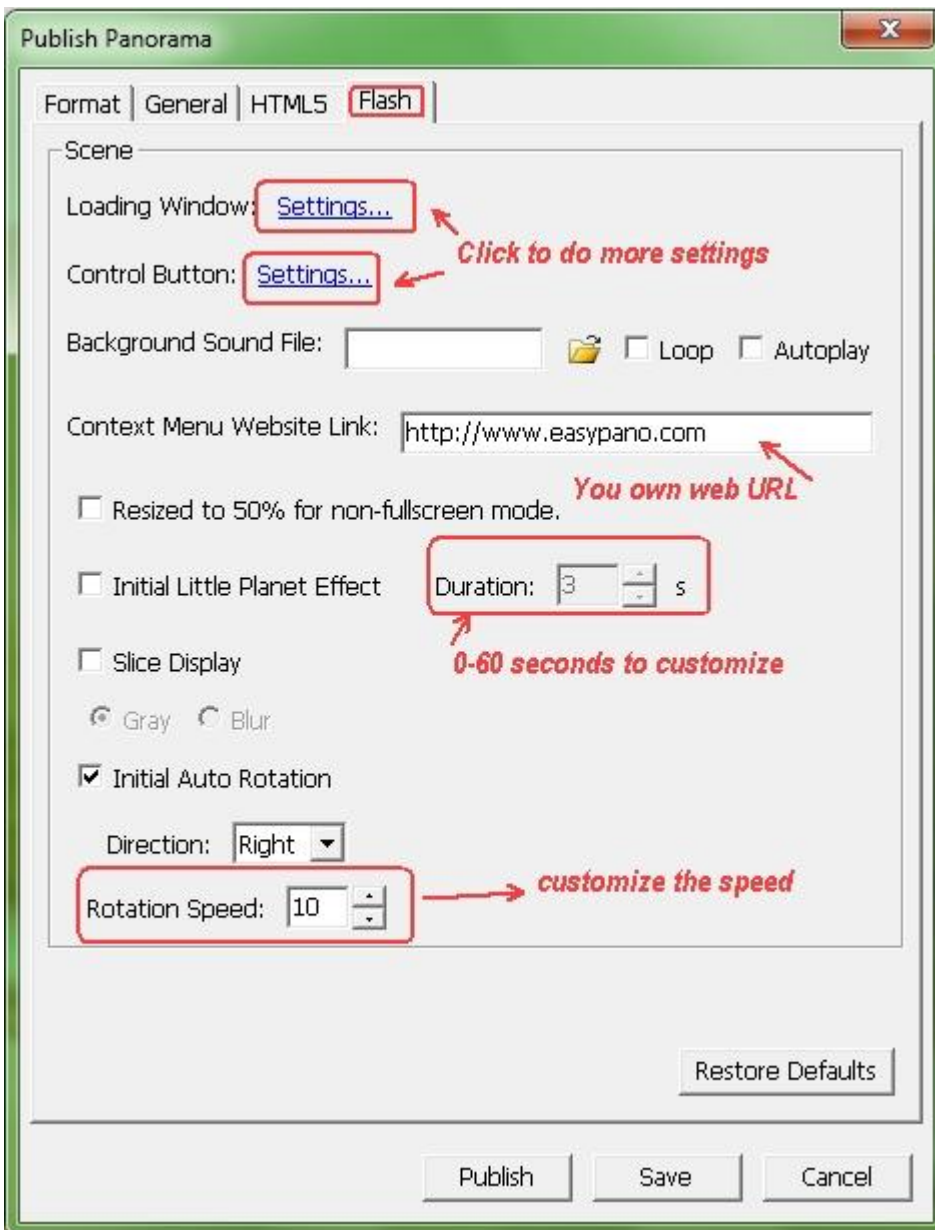 Publish Panorama
Format General HTML5 Flash
Scene
Loading Window: Settings...
Click to do more settings
Control Button: Settings...
Background Sound File: Loop Autoplay
Context Menu Website Link: http://www.easypano.com
You own web URL
Resized to 50% for non-fullscreen mode.
Initial Little Planet Effect Duration: 3 s
0-60 seconds to customize
Slice Display
Gray Blur
Initial Auto Rotation
Direction: Right
customize the speed
Rotation Speed: 10
Restore Defaults
Publish Save Cancel